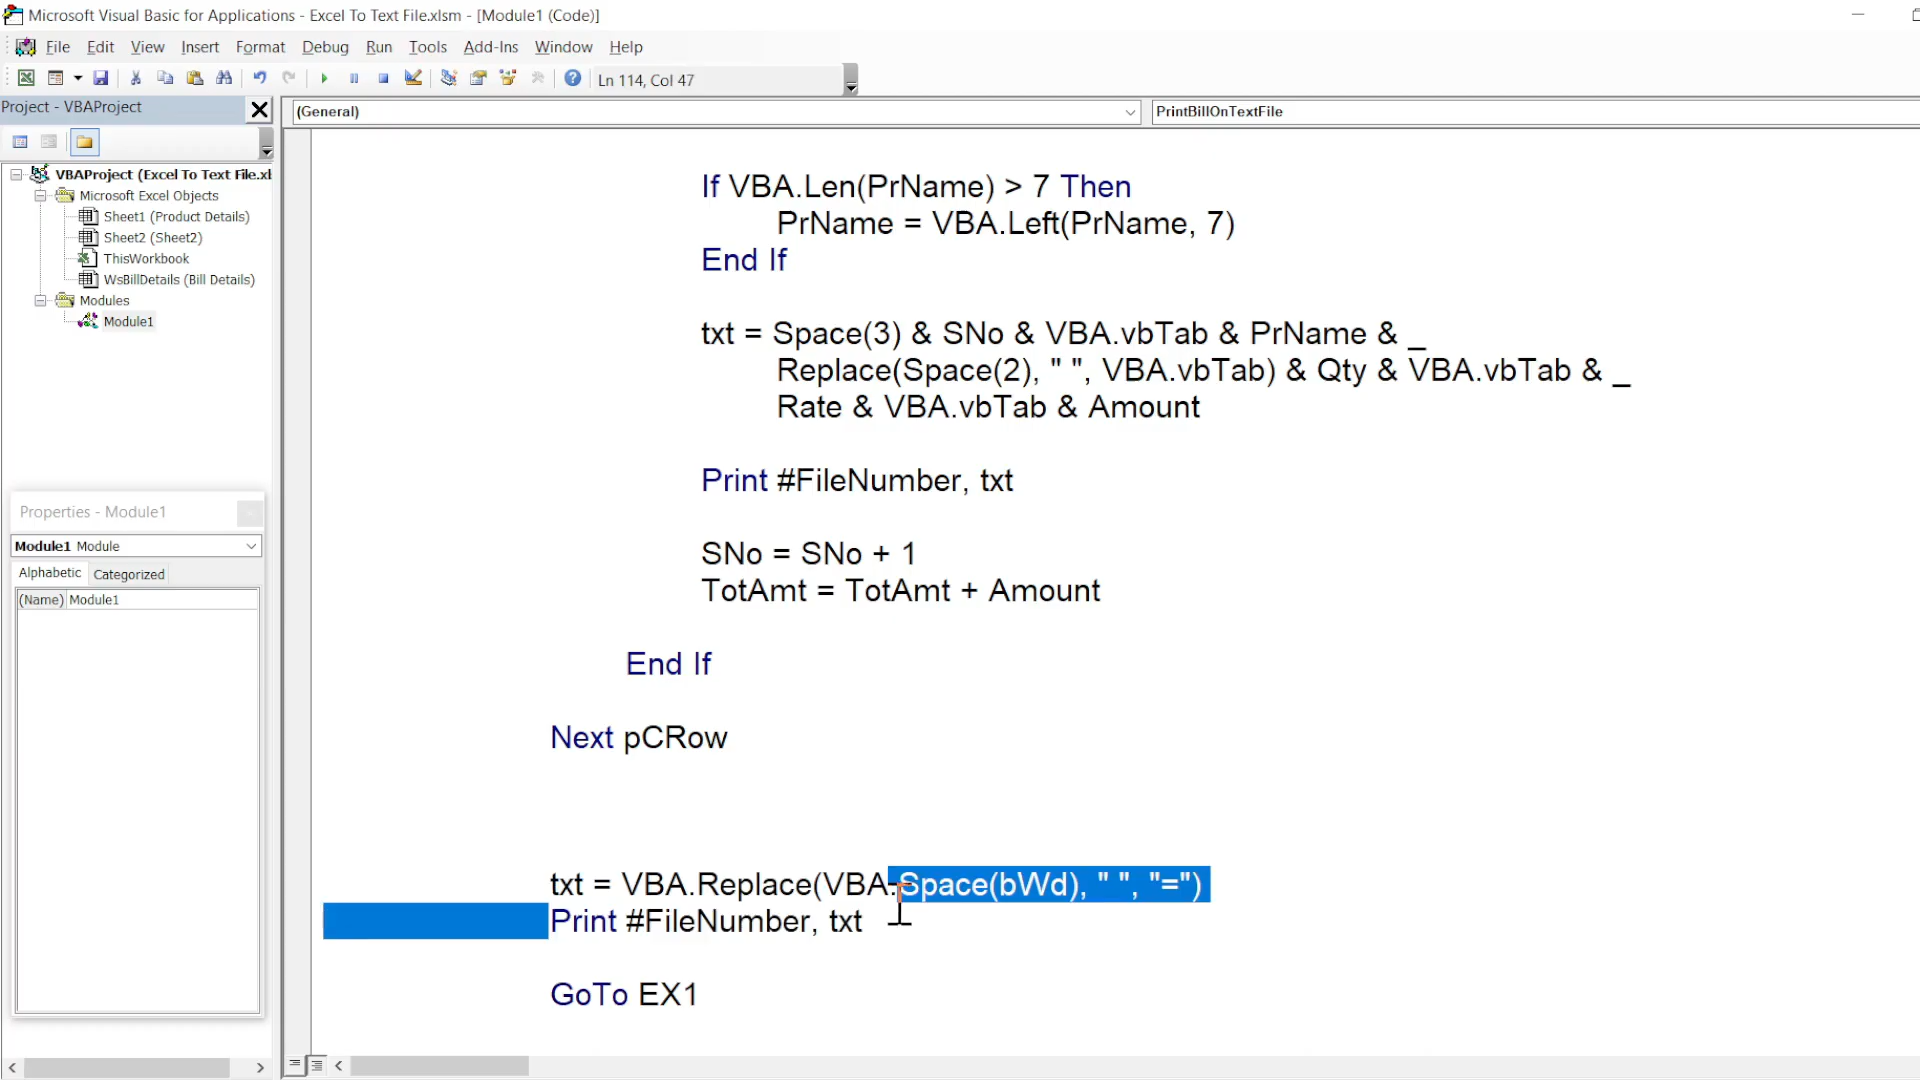 Microsoft Visual Basic for Applications - Excel To Text File.xlsm - [Module1 (Code)]
File Edit View Insert Format Debug Run Tools Add-Ins Window Help
Ln 114, Col 47
Project - VBAProject
(General)
PrintBillOnTextFile
VBAProject (Excel To Text File.xl
Microsoft Excel Objects
Sheet1 (Product Details)
Sheet2 (Sheet2)
ThisWorkbook
WsBillDetails (Bill Details)
Modules
Module1
Properties - Module1
Module1 Module
Alphabetic Categorized
(Name) Module1
If VBA.Len(PrName) > 7 Then
PrName = VBA.Left(PrName, 7)
End If
txt = Space(3) & SNo & VBA.vbTab & PrName & _
Replace(Space(2), " ", VBA.vbTab) & Qty & VBA.vbTab & _
Rate & VBA.vbTab & Amount
Print #FileNumber, txt
SNo = SNo + 1
TotAmt = TotAmt + Amount
End If
Next pCRow
txt = VBA.Replace(VBA.Space(bWd), " ", "=")
Print #FileNumber, txt
GoTo EX1